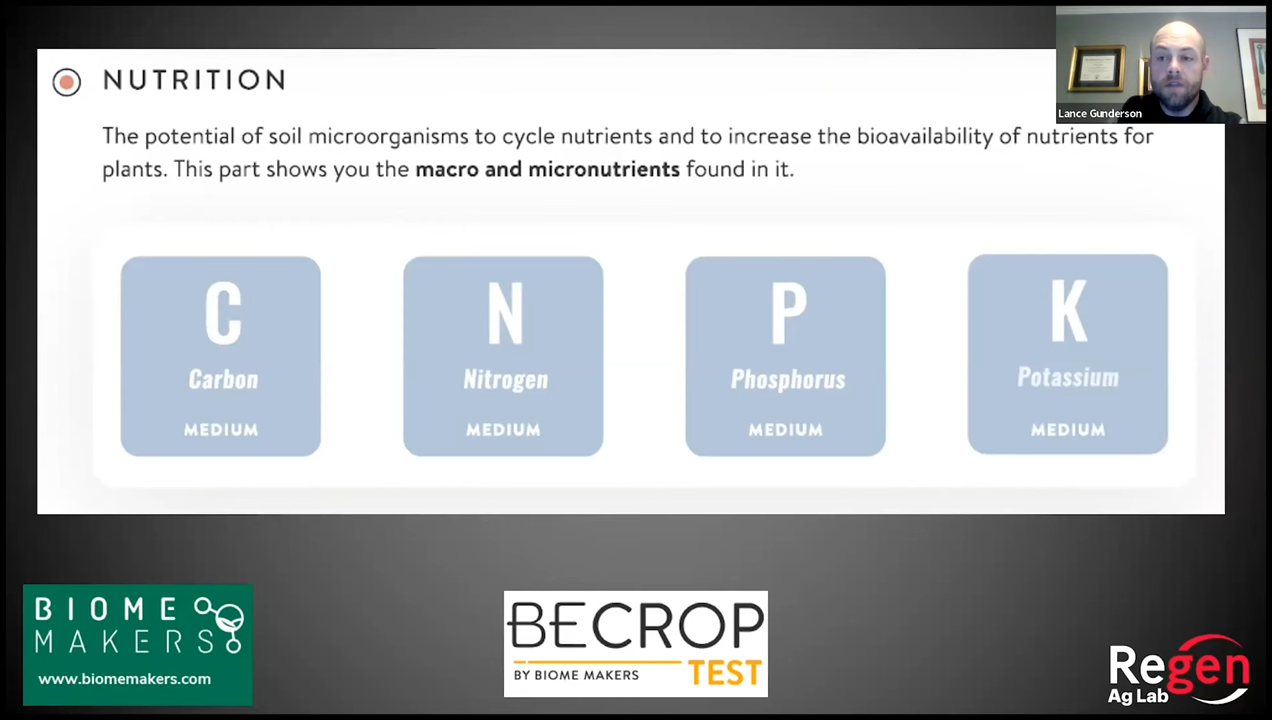 NUTRITION
Lance Gunderson
The potential of soil microorganisms to cycle nutrients and to increase the bioavailability of nutrients for
plants. This part shows you the macro and micronutrients found in it.
C
Carbon
MEDIUM
N
Nitrogen
MEDIUM
P
Phosphorus
MEDIUM
K
Potassium
MEDIUM
BIOME
MAKERS
www.biomemakers.com
BECROP
BY BIOME MAKERS TEST
Regen
Ag Lab